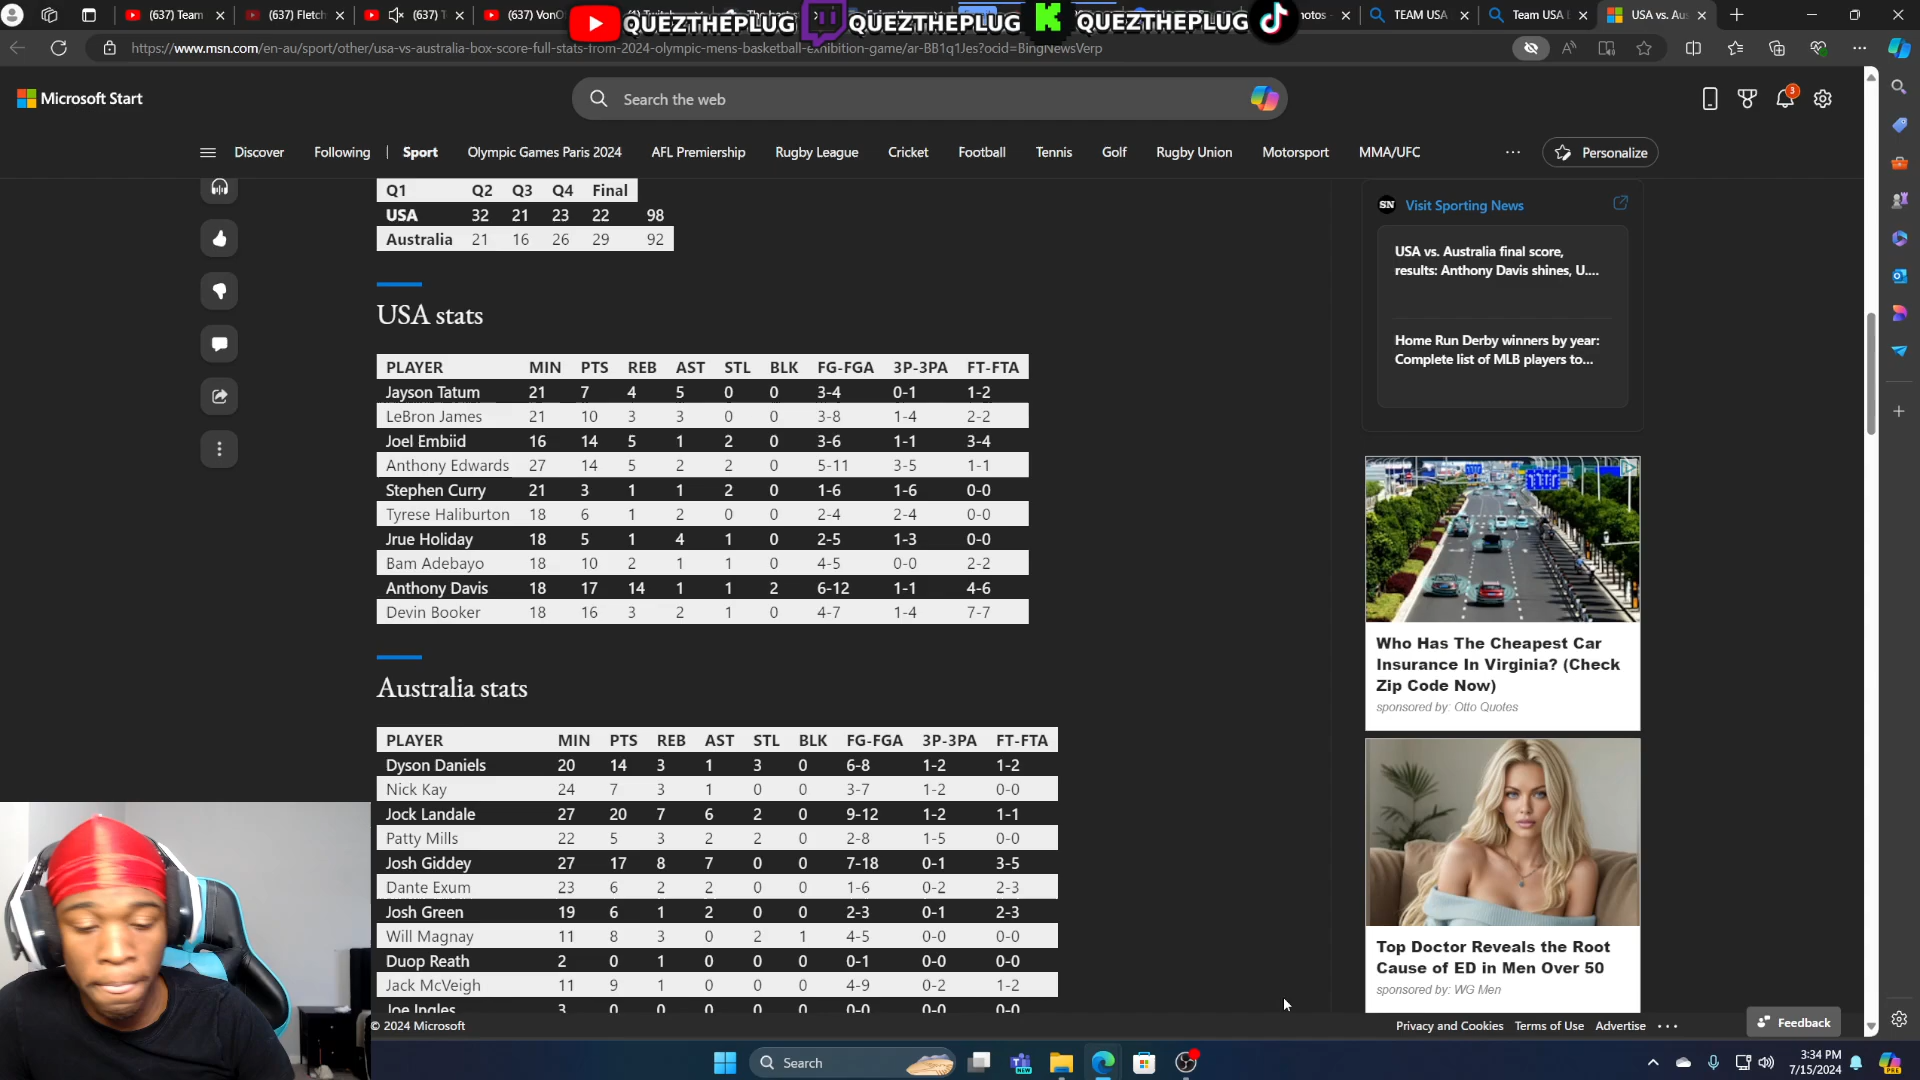 (637) Team
(637) Fletch
(637) T
(637) VonO
QUEZTHEPLUG
QUEZTHEPLUG
QUEZTHEPLUG
hotos -
TEAM USA
Team USA
USA vs. Aus
https://www.msn.com/en-au/sport/other/usa-vs-australia-box-score-full-stats-from-2024-olympic-mens-basketball-exhibition-game/ar-BB1q1Jes?ocid=BingNewsVerp
Microsoft Start
Search the web
3
Discover Following | Sport Olympic Games Paris 2024 AFL Premiership Rugby League Cricket Football Tennis Golf Rugby Union Motorsport MMA/UFC ... Personalize
Q1 Q2 Q3 Q4 Final
USA 32 21 23 22 98
Australia 21 16 26 29 92
USA stats
PLAYER MIN PTS REB AST STL BLK FG-FGA 3P-3PA FT-FTA
Jayson Tatum 21 7 4 5 0 0 3-4 0-1 1-2
LeBron James 21 10 3 3 0 0 3-8 1-4 2-2
Joel Embiid 16 14 5 1 2 0 3-6 1-1 3-4
Anthony Edwards 27 14 5 2 2 0 5-11 3-5 1-1
Stephen Curry 21 3 1 1 2 0 1-6 1-6 0-0
Tyrese Haliburton 18 6 1 2 0 0 2-4 2-4 0-0
Jrue Holiday 18 5 1 4 1 0 2-5 1-3 0-0
Bam Adebayo 18 10 2 1 1 0 4-5 0-0 2-2
Anthony Davis 18 17 14 1 1 2 6-12 1-1 4-6
Devin Booker 18 16 3 2 1 0 4-7 1-4 7-7
Australia stats
PLAYER MIN PTS REB AST STL BLK FG-FGA 3P-3PA FT-FTA
Dyson Daniels 20 14 3 1 3 0 6-8 1-2 1-2
Nick Kay 24 7 3 1 0 0 3-7 1-2 0-0
Jock Landale 27 20 7 6 2 0 9-12 1-2 1-1
Patty Mills 22 5 3 2 2 0 2-8 1-5 0-0
Josh Giddey 27 17 8 7 0 0 7-18 0-1 3-5
Dante Exum 23 6 2 2 0 0 1-6 0-2 2-3
Josh Green 19 6 1 2 0 0 2-3 0-1 2-3
Will Magnay 11 8 3 0 2 1 4-5 0-0 0-0
Duop Reath 2 0 1 0 0 0 0-1 0-0 0-0
Jack McVeigh 11 9 1 0 0 0 4-9 0-2 1-2
Joe Ingles 3 0 0 0 0 0 0-0 0-0 0-0
SN Visit Sporting News
USA vs. Australia final score,
results: Anthony Davis shines, U....
Home Run Derby winners by year:
Complete list of MLB players to...
Who Has The Cheapest Car
Insurance In Virginia? (Check
Zip Code Now)
sponsored by: Otto Quotes
Top Doctor Reveals the Root
Cause of ED in Men Over 50
sponsored by: WG Men
© 2024 Microsoft
Privacy and Cookies Terms of Use Advertise ...
Feedback
Search
3:34 PM
7/15/2024